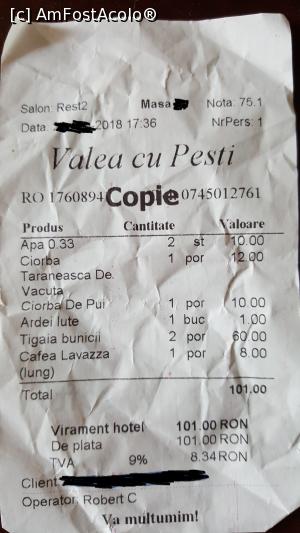 [c] AmFostAcolo®
Salon: Rest2 Masa Nota: 75.1
Data: 2018 17:36 NrPers: 1
Valea cu Pesti
RO 1760894 Copie 0745012761
Produs Cantitate Valoare
Apa 0.33 2 st 10.00
Ciorba 1 por 12.00
Taraneasca De
Vacuta
Ciorba De Pui 1 por 10.00
Ardei Iute 1 buc 1.00
Tigaia bunicii 2 por 60.00
Cafea Lavazza 1 por 8.00
(lung)
Total 101.00
Virament hotel 101.00 RON
De plata 101.00 RON
TVA 9% 8.34 RON
Client
Operator: Robert C
Va multumim!